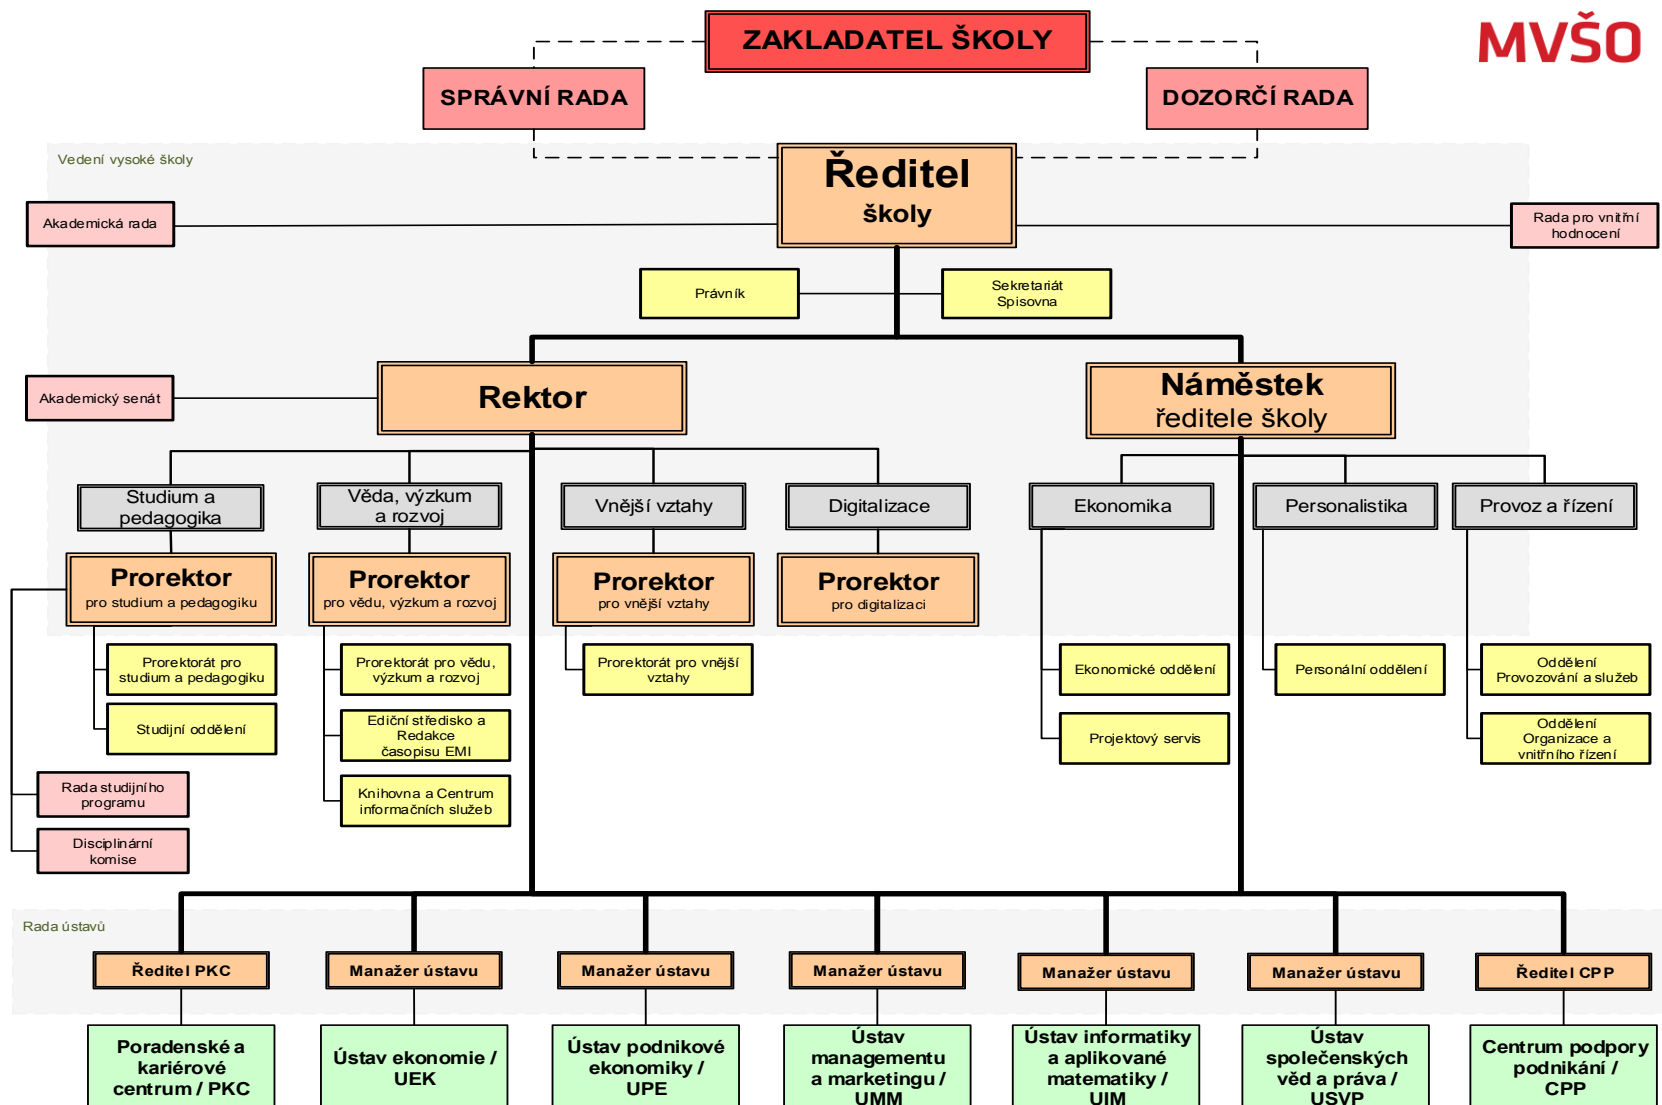 ZAKLADATEL ŠKOLY
MVŠO
SPRÁVNÍ RADA
DOZORČÍ RADA
Vedení vysoké školy
Ředitel
školy
Akademická rada
Rada pro vnitřní
hodnocení
Právník
Sekretariát
Spisovna
Akademický senát
Rektor
Náměstek
ředitele školy
Studium a
pedagogika
Věda, výzkum
a rozvoj
Vnější vztahy
Digitalizace
Ekonomika
Personalistika
Provoz a řízení
Prorektor
pro studium a pedagogiku
Prorektor
pro vědu, výzkum a rozvoj
Prorektor
pro vnější vztahy
Prorektor
pro digitalizaci
Prorektorát pro
studium a pedagogiku
Prorektorát pro vědu,
výzkum a rozvoj
Prorektorát pro vnější
vztahy
Ekonomické oddělení
Personální oddělení
Oddělení
Provozování a služeb
Studijní oddělení
Ediční středisko a
Redakce
časopisu EMI
Projektový servis
Oddělení
Organizace a
vnitřního řízení
Rada studijního
programu
Knihovna a Centrum
informačních služeb
Disciplinární
komise
Rada ústavů
Ředitel PKC
Manažer ústavu
Manažer ústavu
Manažer ústavu
Manažer ústavu
Manažer ústavu
Ředitel CPP
Poradenské a
kariérové
centrum / PKC
Ústav ekonomie /
UEK
Ústav podnikové
ekonomiky /
UPE
Ústav
managementu
a marketingu /
UMM
Ústav informatiky
a aplikované
matematiky /
UIM
Ústav
společenských
věd a práva /
USVP
Centrum podpory
podnikání /
CPP